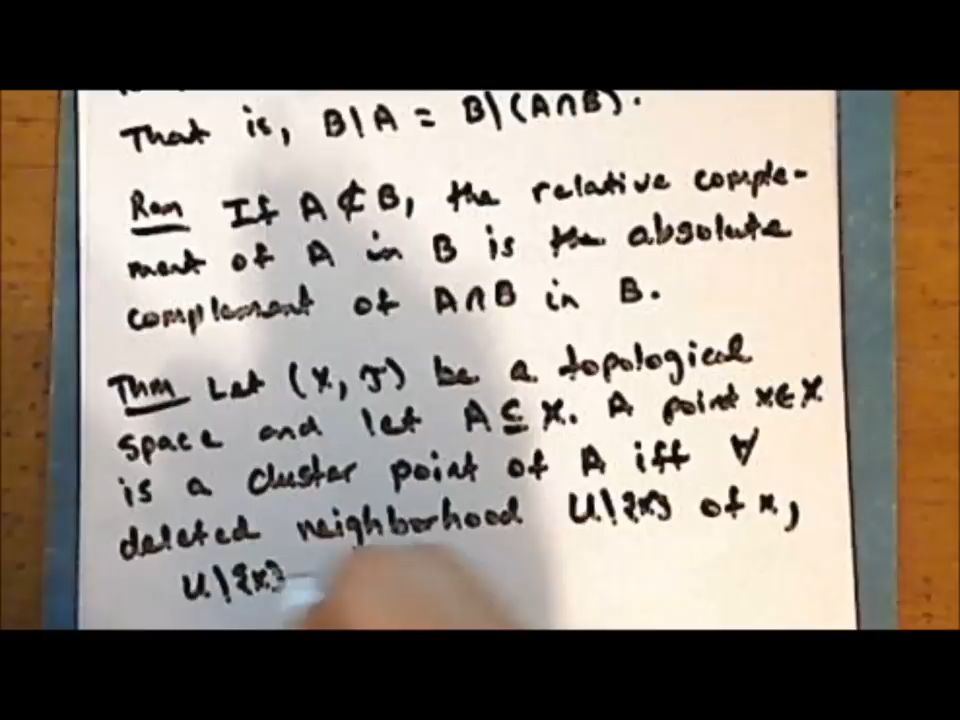 That is, B\A = B\(A∩B).
Rem If A ⊄ B, the relative comple-
ment of A in B is the absolute
complement of A∩B in B.
Thm Let (X, 𝒯) be a topological
space and let A ⊆ X. A point x∈X
is a cluster point of A iff ∀
deleted neighborhood U\{x} of x,
U\{x}